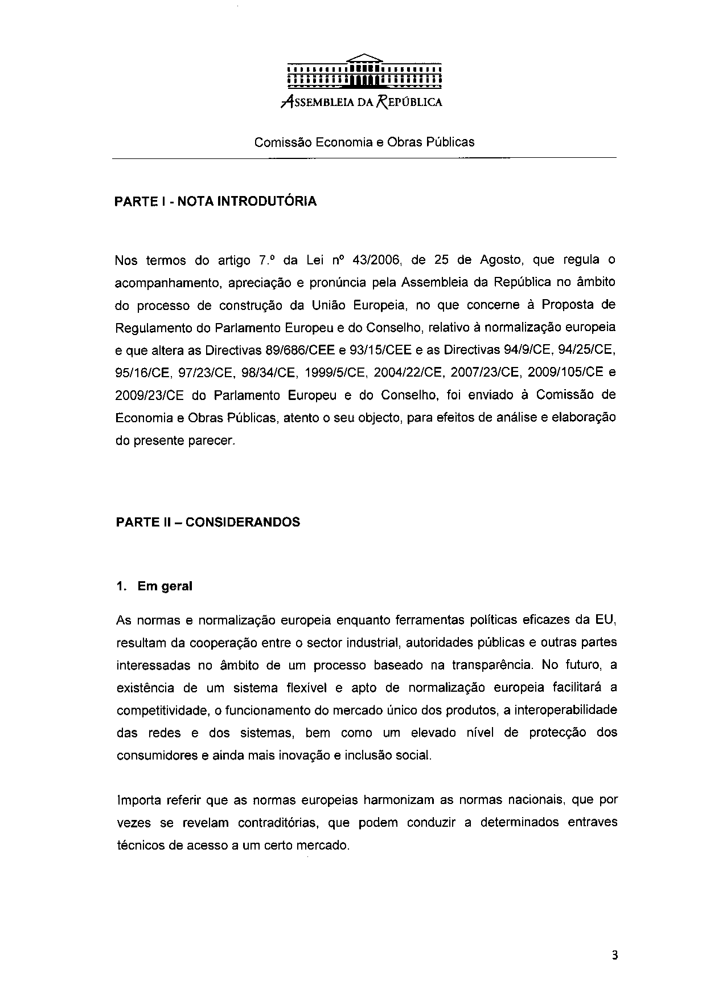 ASSEMBLEIA DA REPÚBLICA
Comissão Economia e Obras Públicas
PARTE I - NOTA INTRODUTÓRIA
Nos termos do artigo 7.º da Lei nº 43/2006, de 25 de Agosto, que regula o
acompanhamento, apreciação e pronúncia pela Assembleia da República no âmbito
do processo de construção da União Europeia, no que concerne à Proposta de
Regulamento do Parlamento Europeu e do Conselho, relativo à normalização europeia
e que altera as Directivas 89/686/CEE e 93/15/CEE e as Directivas 94/9/CE, 94/25/CE,
95/16/CE, 97/23/CE, 98/34/CE, 1999/5/CE, 2004/22/CE, 2007/23/CE, 2009/105/CE e
2009/23/CE do Parlamento Europeu e do Conselho, foi enviado à Comissão de
Economia e Obras Públicas, atento o seu objecto, para efeitos de análise e elaboração
do presente parecer.
PARTE II – CONSIDERANDOS
1. Em geral
As normas e normalização europeia enquanto ferramentas políticas eficazes da EU,
resultam da cooperação entre o sector industrial, autoridades públicas e outras partes
interessadas no âmbito de um processo baseado na transparência. No futuro, a
existência de um sistema flexível e apto de normalização europeia facilitará a
competitividade, o funcionamento do mercado único dos produtos, a interoperabilidade
das redes e dos sistemas, bem como um elevado nível de protecção dos
consumidores e ainda mais inovação e inclusão social.
Importa referir que as normas europeias harmonizam as normas nacionais, que por
vezes se revelam contraditórias, que podem conduzir a determinados entraves
técnicos de acesso a um certo mercado.
3